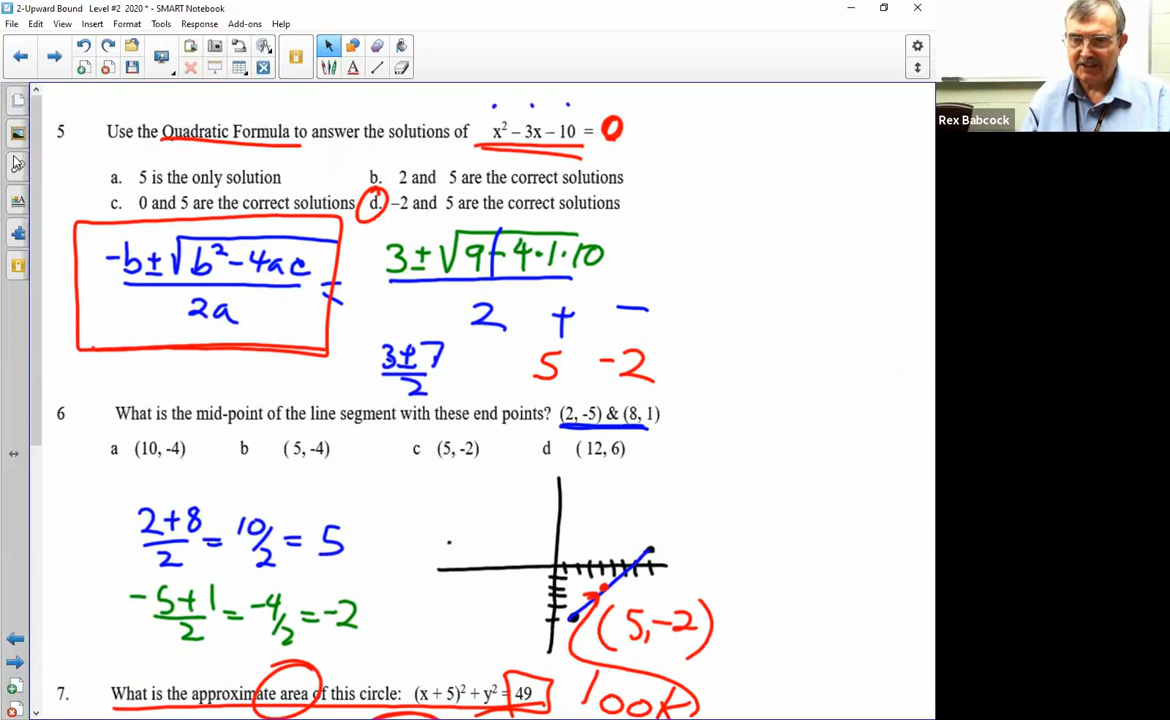 2-Upward Bound Level #2 2020 * - SMART Notebook
File Edit View Insert Format Tools Response Add-ons Help
Rex Babcock
5 Use the Quadratic Formula to answer the solutions of x² – 3x – 10 = 0
a. 5 is the only solution b. 2 and 5 are the correct solutions
c. 0 and 5 are the correct solutions d. –2 and 5 are the correct solutions
-b±√b²-4ac / 2a = 3±√9+4·1·10 / 2
+ −
3±7 / 2 5 -2
6 What is the mid-point of the line segment with these end points? (2, -5) & (8, 1)
a (10, -4) b ( 5, -4) c (5, -2) d ( 12, 6)
2+8 / 2 = 10/2 = 5
-5+1 / 2 = -4/2 = -2
(5,-2)
look
7. What is the approximate area of this circle: (x + 5)² + y² = 49